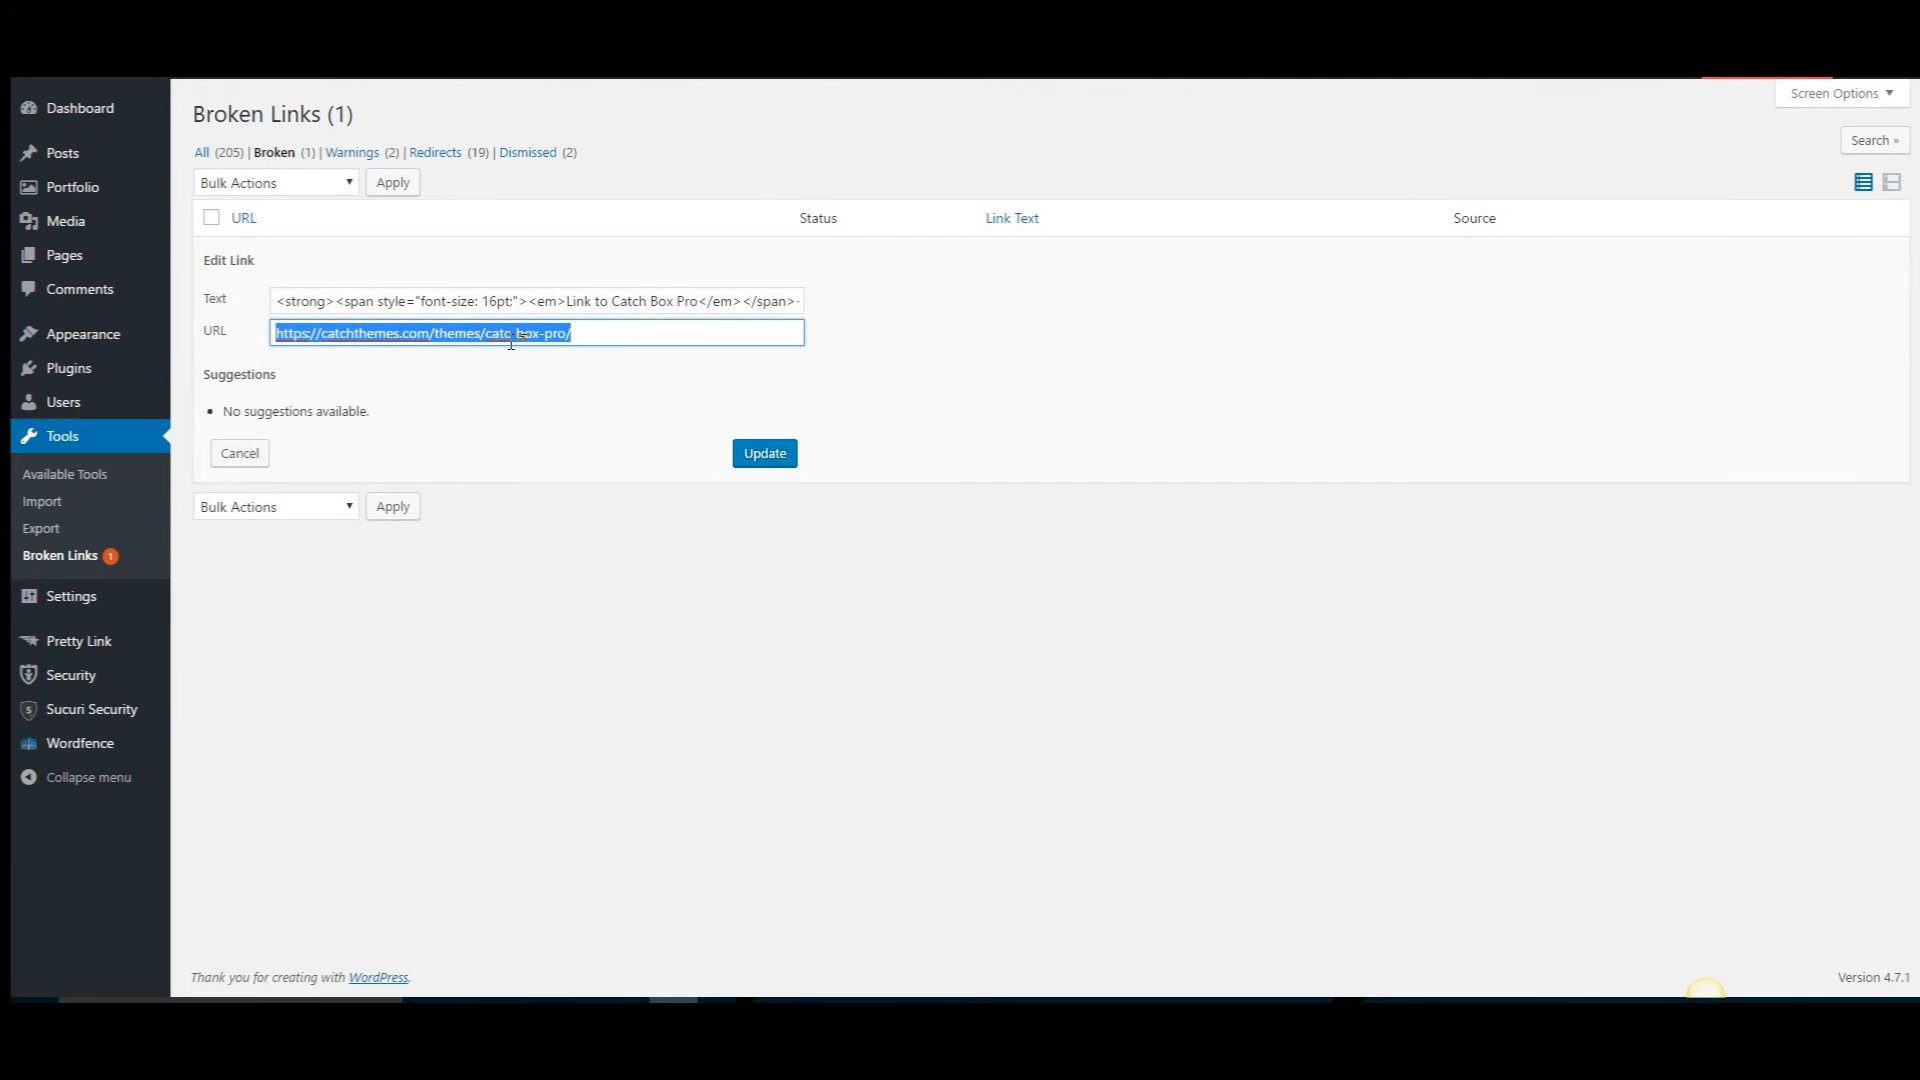 Screen Options
Dashboard
Broken Links (1)
Search »
All (205) | Broken (1) | Warnings (2) | Redirects (19) | Dismissed (2)
Posts
Bulk Actions Apply
Portfolio
Media
URL Status Link Text Source
Pages
Edit Link
Comments
Text <strong><span style="font-size: 16pt;"><em>Link to Catch Box Pro</em></span>
URL https://catchthemes.com/themes/catc-box-pro/
Appearance
Plugins
Suggestions
Users
No suggestions available.
Tools
Cancel Update
Available Tools
Import
Bulk Actions Apply
Export
Broken Links 1
Settings
Pretty Link
Security
Sucuri Security
Wordfence
Collapse menu
Thank you for creating with WordPress.
Version 4.7.1